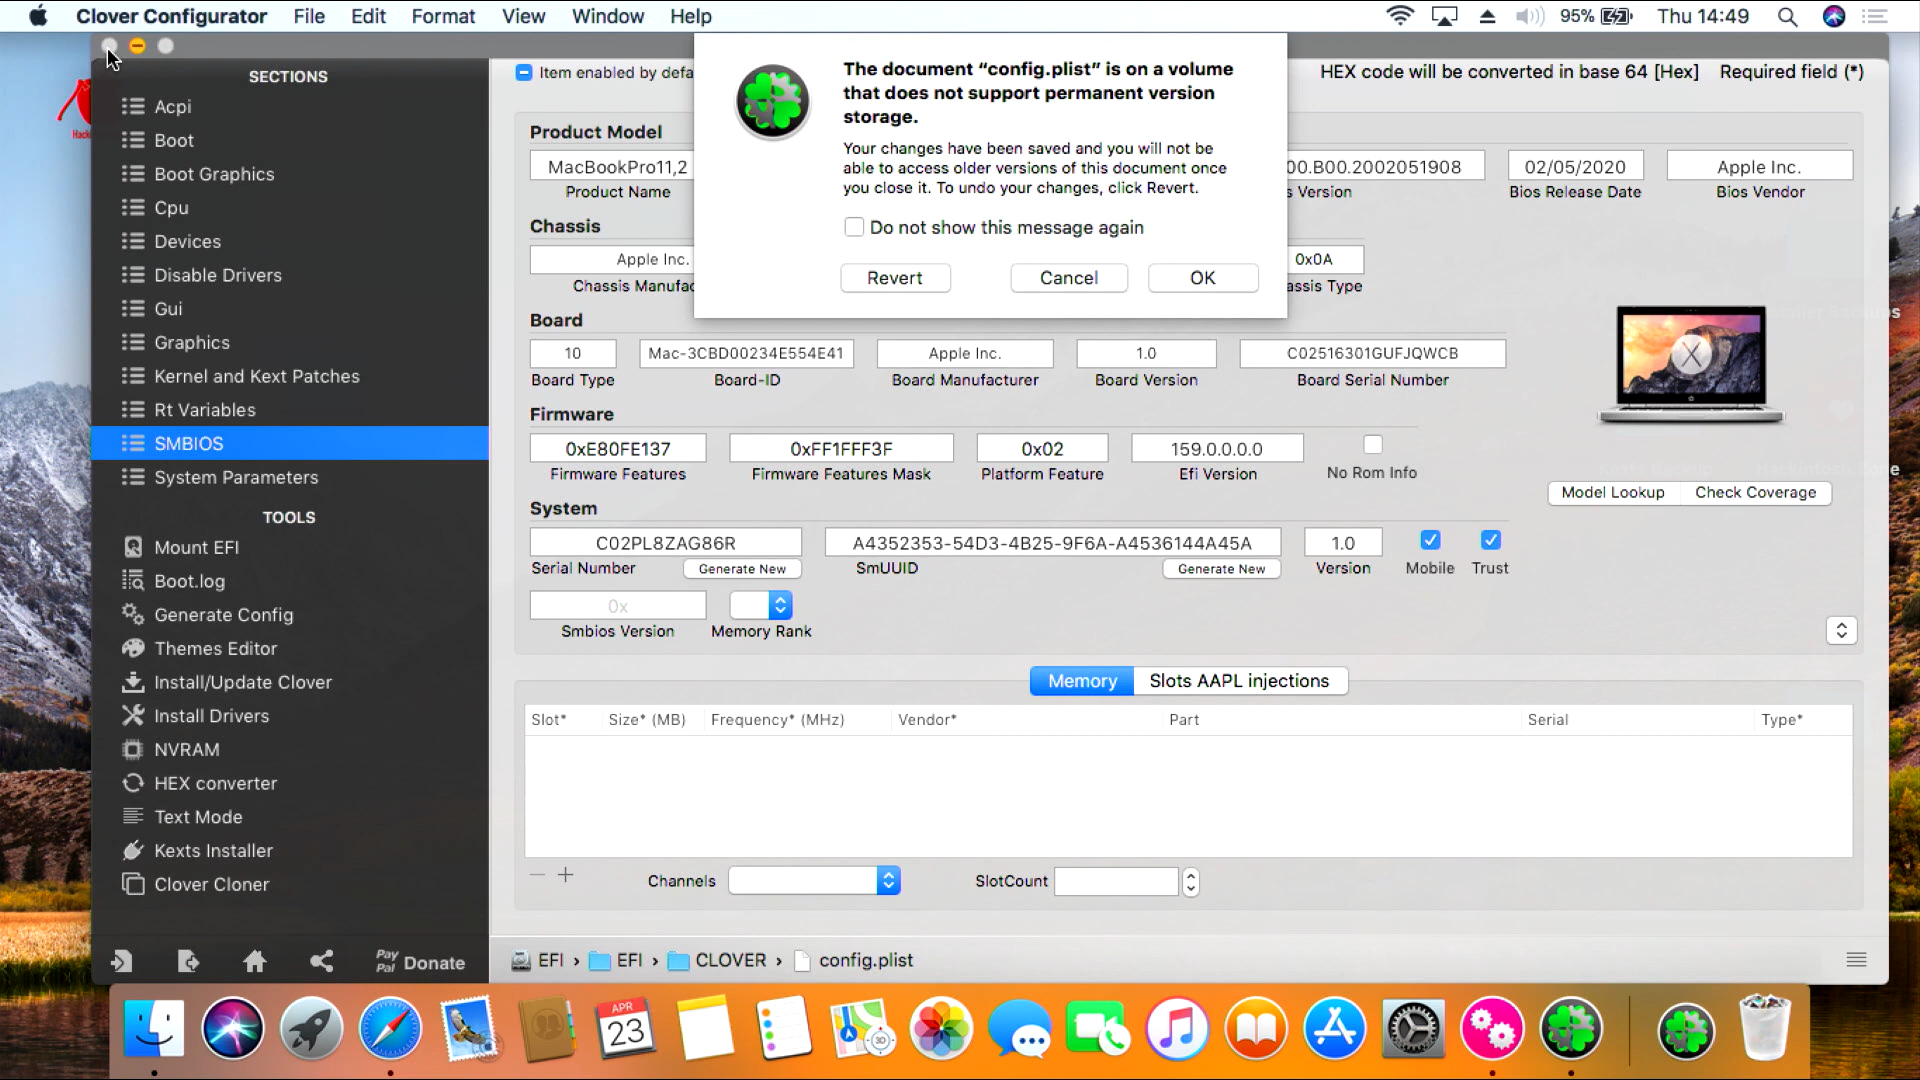 Clover Configurator File Edit Format View Window Help 95% Thu 14:49
SECTIONS
Acpi
Boot
Boot Graphics
Cpu
Devices
Disable Drivers
Gui
Graphics
Kernel and Kext Patches
Rt Variables
SMBIOS
System Parameters
TOOLS
Mount EFI
Boot.log
Generate Config
Themes Editor
Install/Update Clover
Install Drivers
NVRAM
HEX converter
Text Mode
Kexts Installer
Clover Cloner
Pay
Pal Donate
Hack
Item enabled by defa
HEX code will be converted in base 64 [Hex] Required field (*)
The document “config.plist” is on a volume
that does not support permanent version
storage.
Your changes have been saved and you will not be
able to access older versions of this document once
you close it. To undo your changes, click Revert.
Do not show this message again
Revert Cancel OK
Product Model
MacBookPro11,2 00.B00.2002051908 02/05/2020 Apple Inc.
Product Name s Version Bios Release Date Bios Vendor
Chassis
Apple Inc. 0x0A
Chassis Manufac assis Type
Board
10 Mac-3CBD00234E554E41 Apple Inc. 1.0 C02516301GUFJQWCB
Board Type Board-ID Board Manufacturer Board Version Board Serial Number
Firmware
0xE80FE137 0xFF1FFF3F 0x02 159.0.0.0.0
Firmware Features Firmware Features Mask Platform Feature Efi Version No Rom Info
Model Lookup Check Coverage
System
C02PL8ZAG86R A4352353-54D3-4B25-9F6A-A4536144A45A 1.0
Serial Number Generate New SmUUID Generate New Version Mobile Trust
0x
Smbios Version Memory Rank
Memory Slots AAPL injections
Slot* Size* (MB) Frequency* (MHz) Vendor* Part Serial Type*
Channels SlotCount
EFI › EFI › CLOVER › config.plist
APR
23
3D